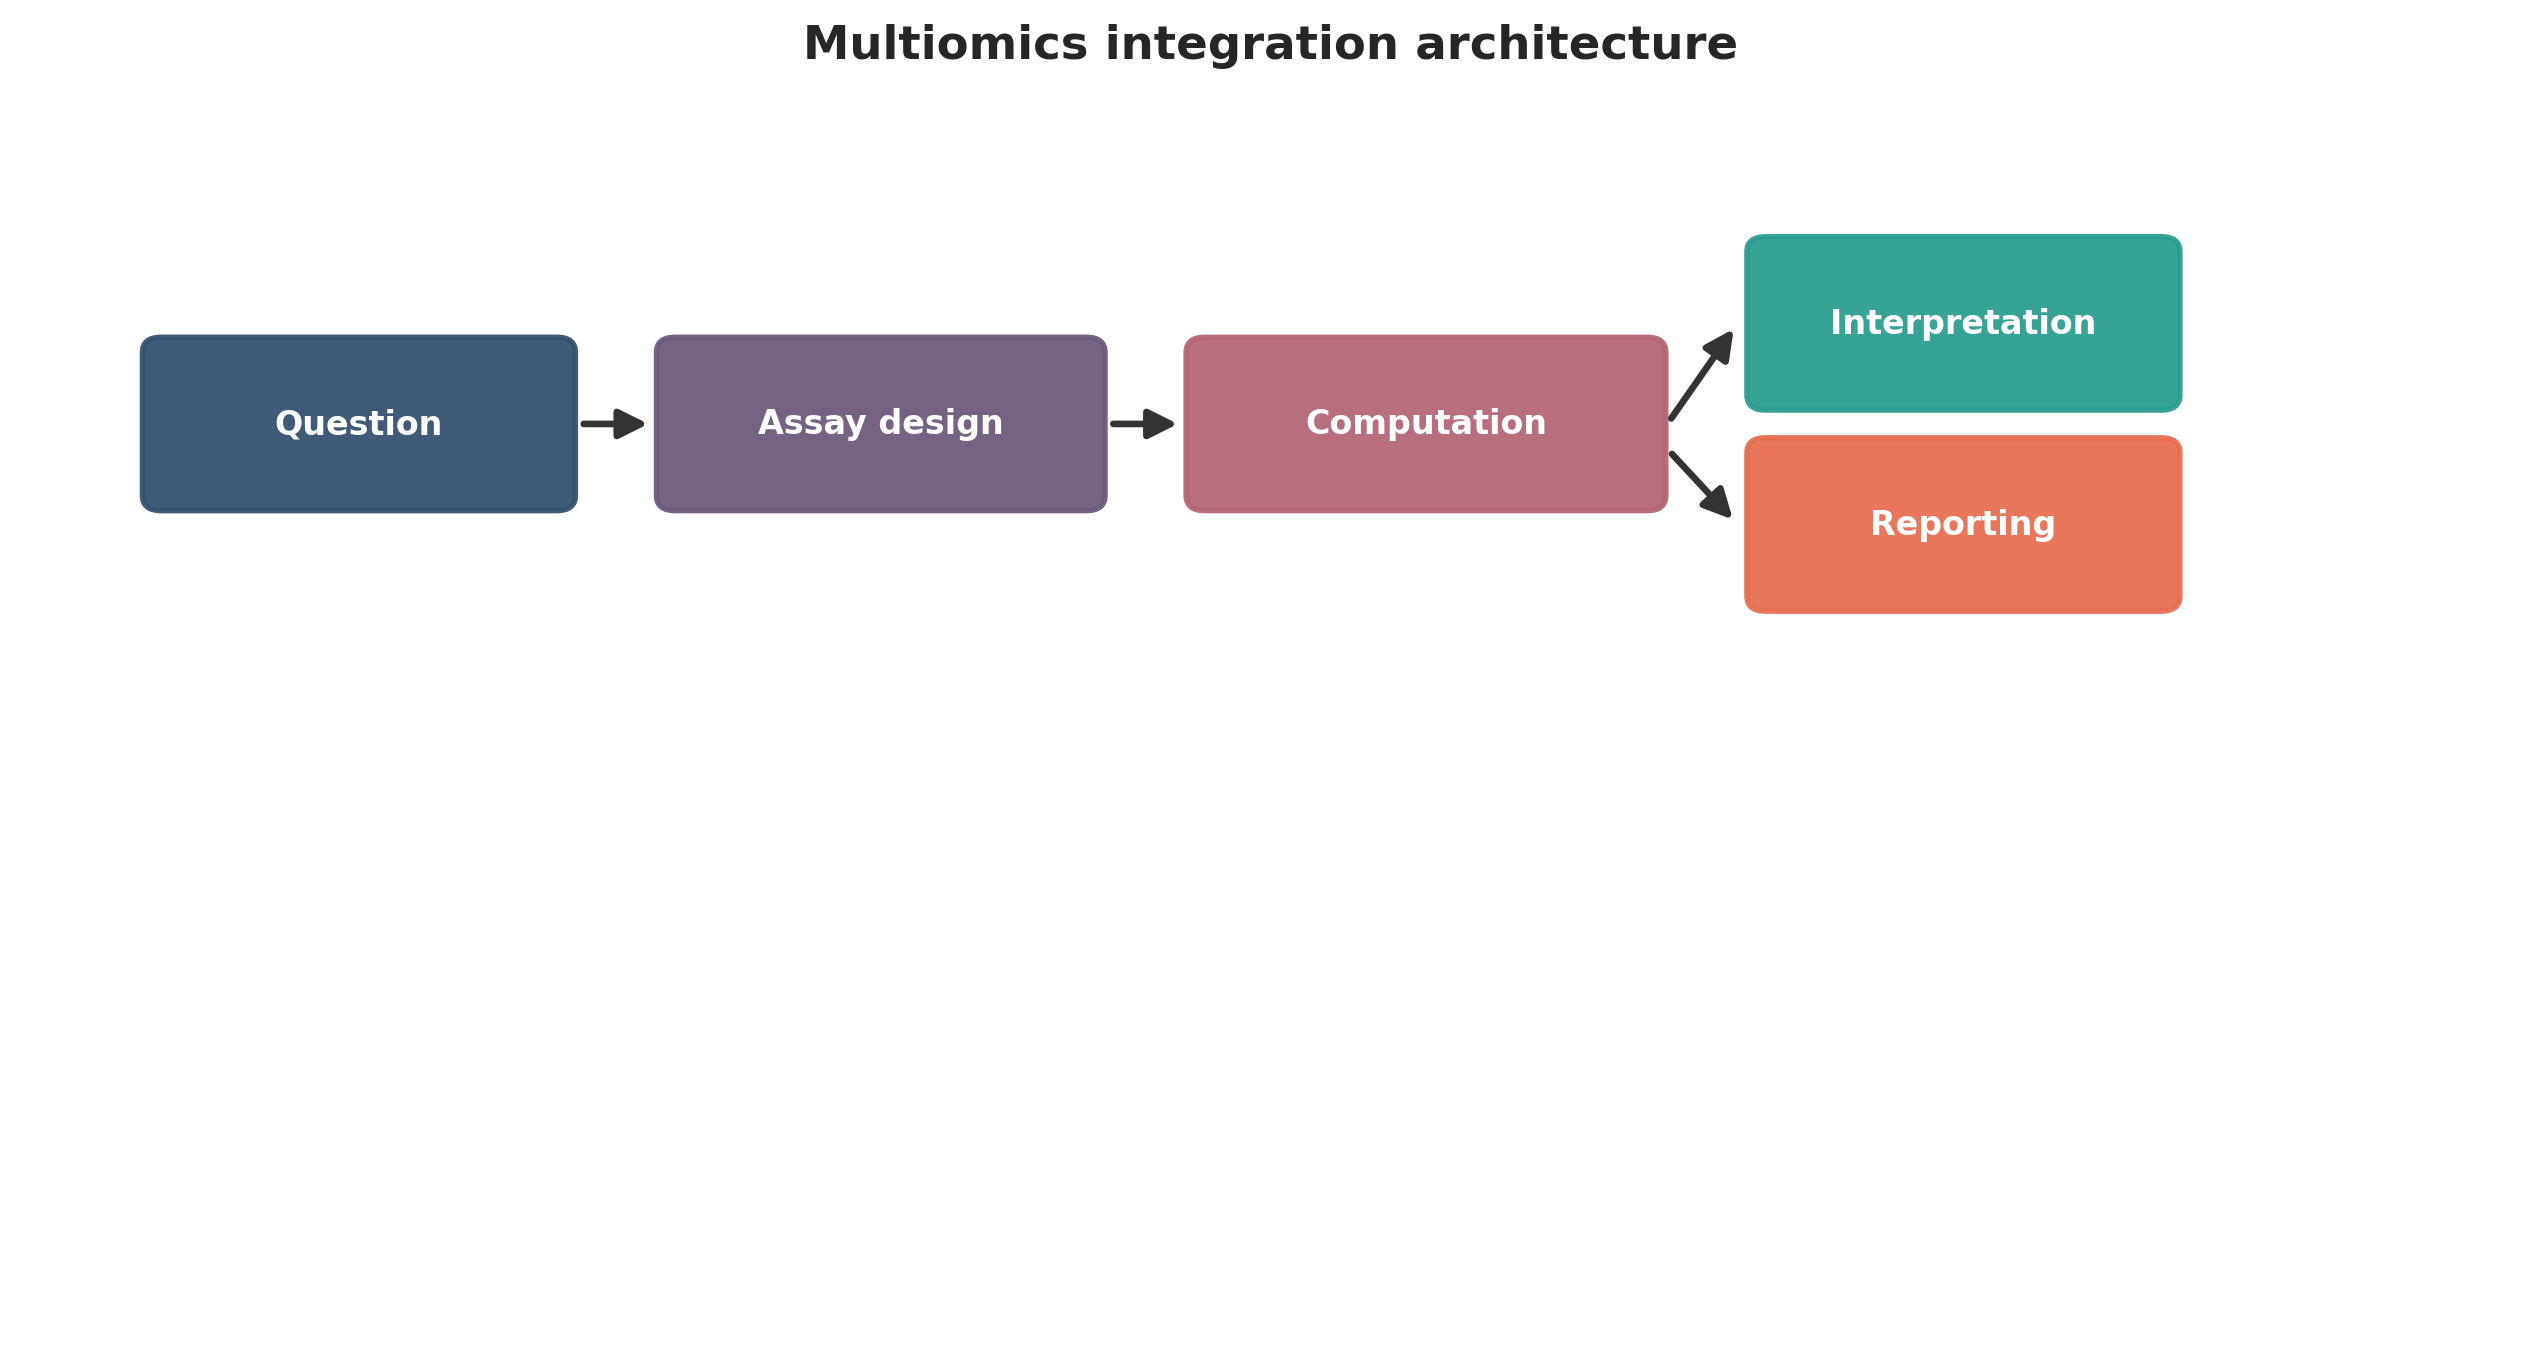 Multiomics integration architecture
Question
Assay design
Computation
Interpretation
Reporting